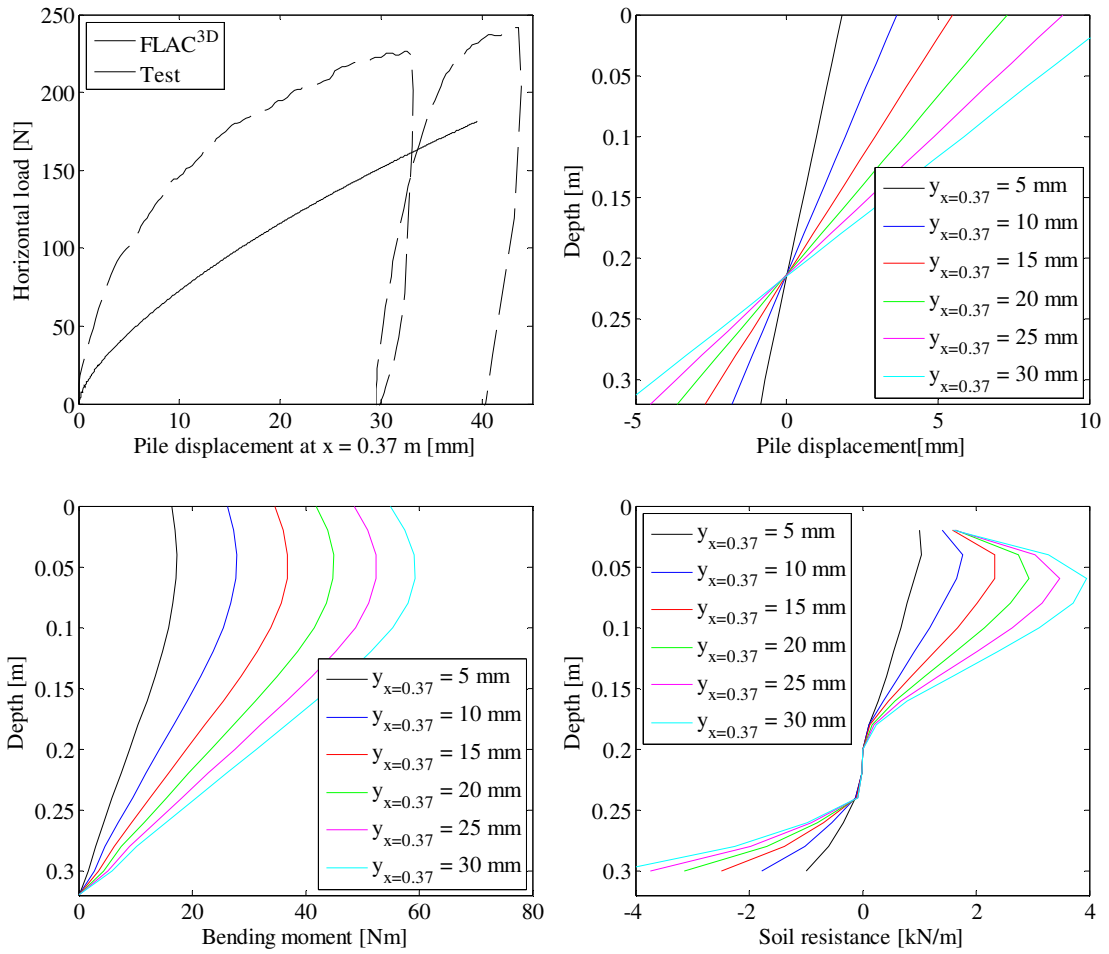 250
200
150
100
50
0
Horizontal load [N]
FLAC3D
Test
0 10 20 30 40
Pile displacement at x = 0.37 m [mm]
0
0.05
0.1
0.15
0.2
0.25
0.3
Depth [m]
yx=0.37 = 5 mm
yx=0.37 = 10 mm
yx=0.37 = 15 mm
yx=0.37 = 20 mm
yx=0.37 = 25 mm
yx=0.37 = 30 mm
-5 0 5 10
Pile displacement[mm]
0
0.05
0.1
0.15
0.2
0.25
0.3
Depth [m]
yx=0.37 = 5 mm
yx=0.37 = 10 mm
yx=0.37 = 15 mm
yx=0.37 = 20 mm
yx=0.37 = 25 mm
yx=0.37 = 30 mm
0 20 40 60 80
Bending moment [Nm]
0
0.05
0.1
0.15
0.2
0.25
0.3
Depth [m]
yx=0.37 = 5 mm
yx=0.37 = 10 mm
yx=0.37 = 15 mm
yx=0.37 = 20 mm
yx=0.37 = 25 mm
yx=0.37 = 30 mm
-4 -2 0 2 4
Soil resistance [kN/m]